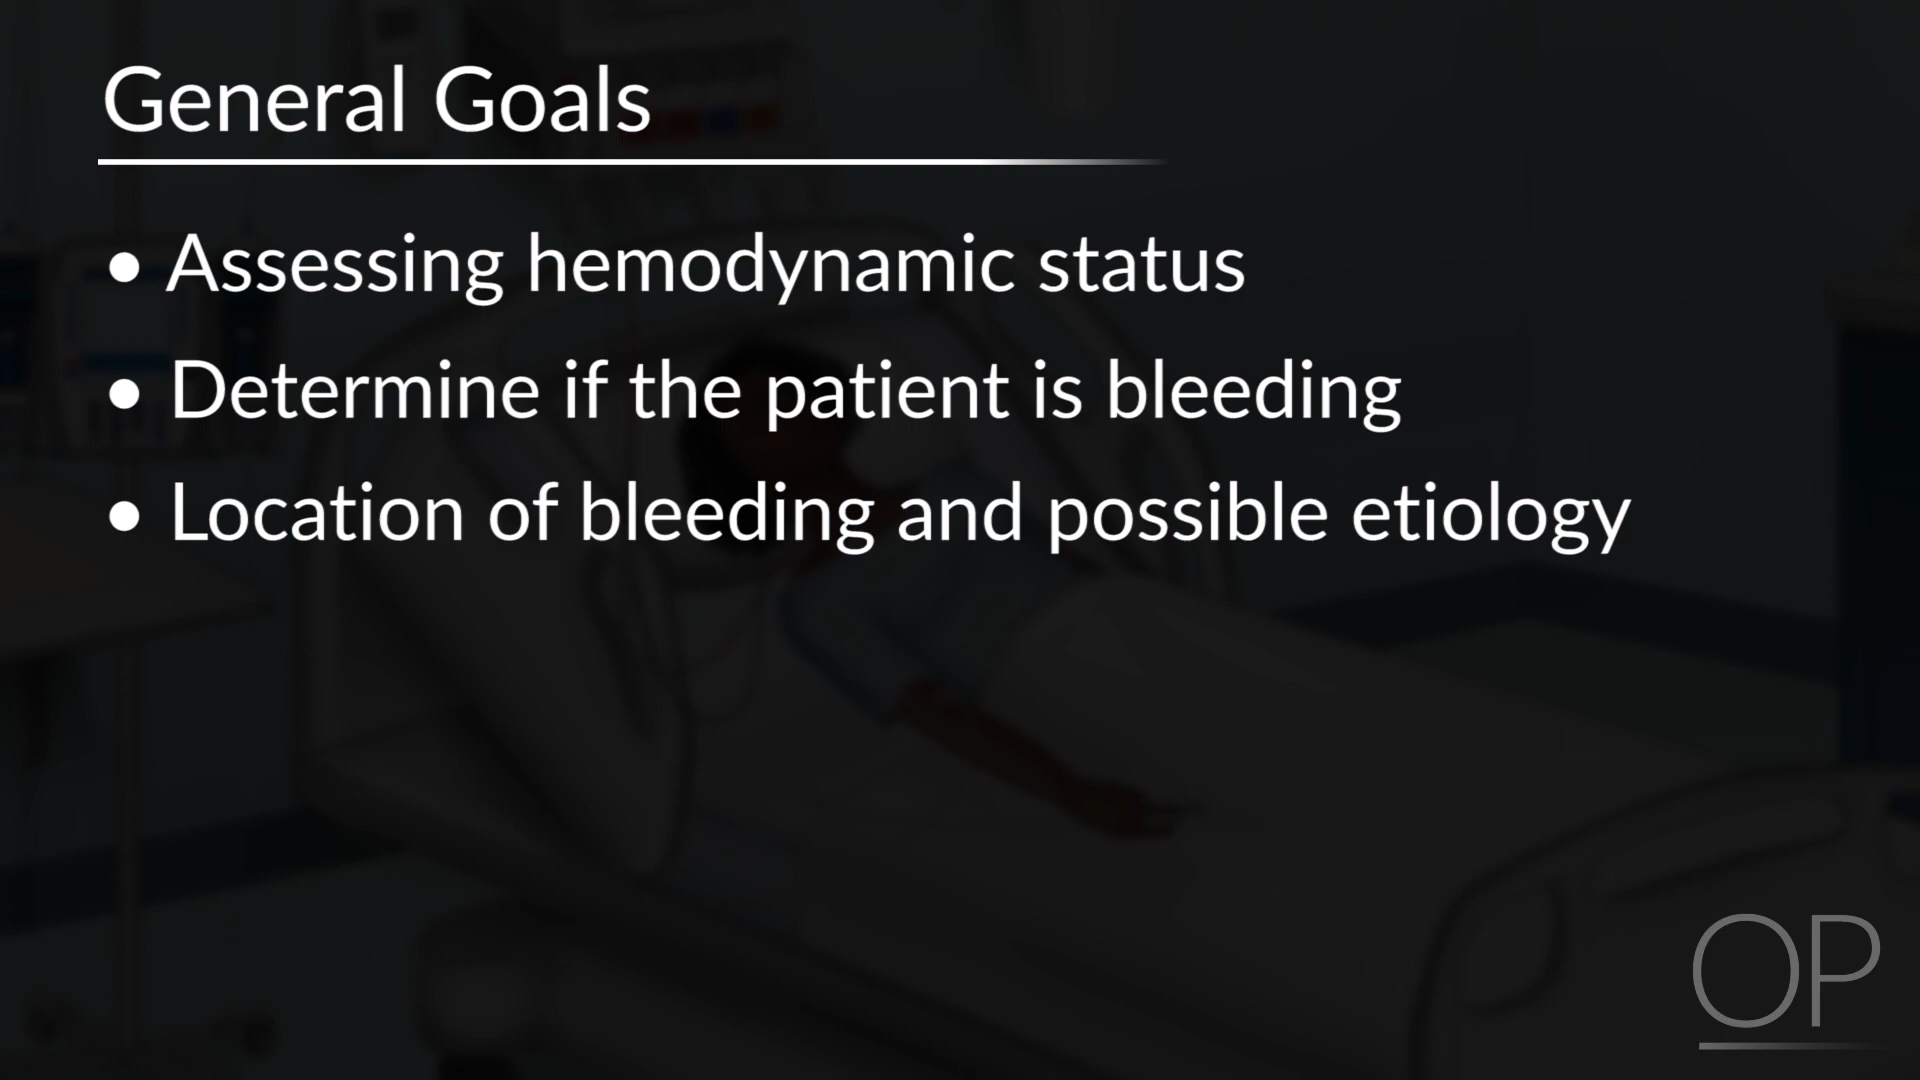 General Goals
• Assessing hemodynamic status
• Determine if the patient is bleeding
• Location of bleeding and possible etiology
OP